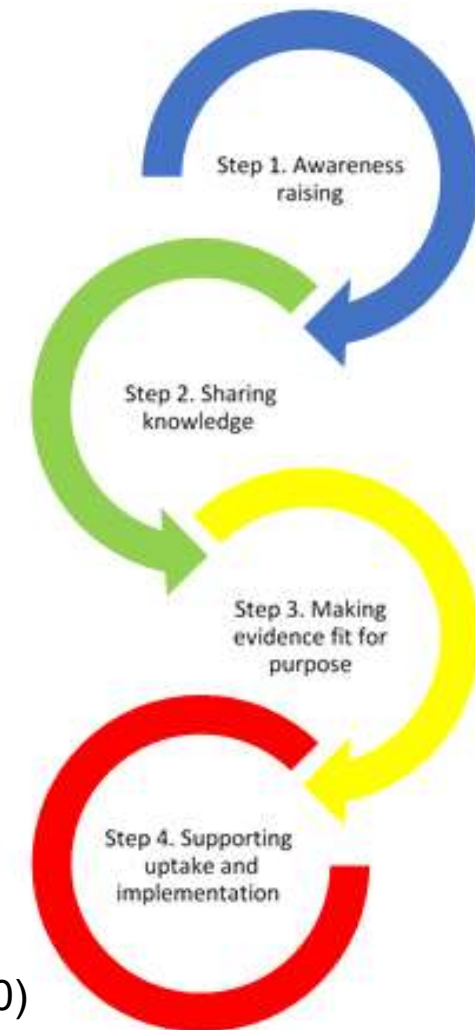 Step 1. Awareness
raising
Step 2. Sharing
knowledge
Step 3. Making
evidence fit for
purpose
Step 4. Supporting
uptake and
implementation
0)